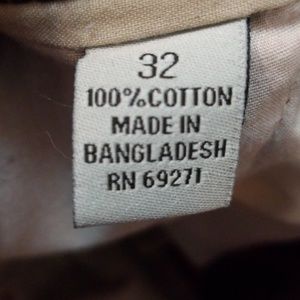 32
100%COTTON
MADE IN
BANGLADESH
RN 69271